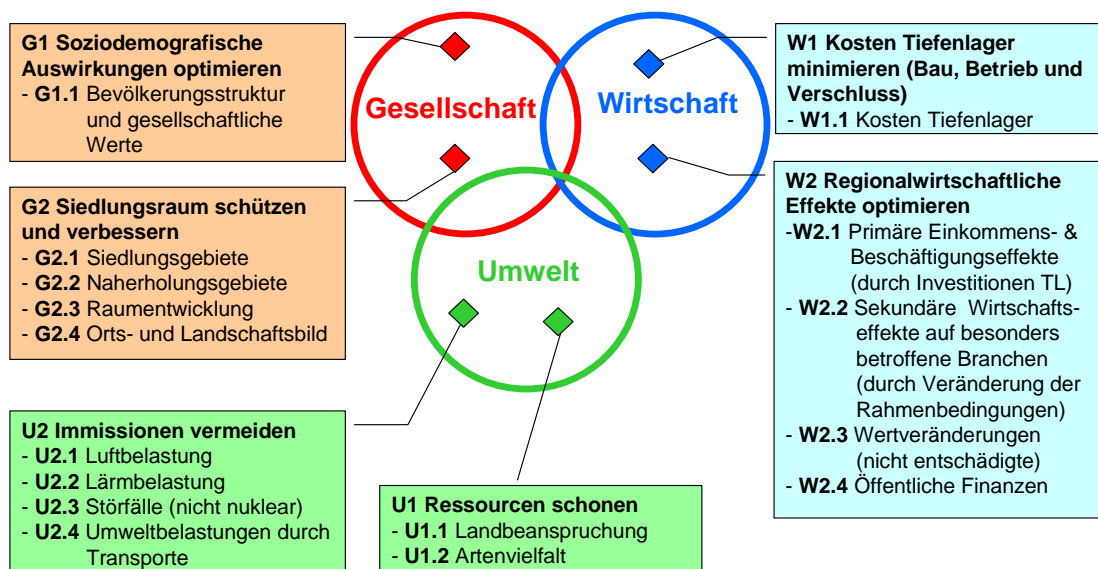 G1 Soziodemografische
Auswirkungen optimieren
- G1.1 Bevölkerungsstruktur
und gesellschaftliche
Werte
G2 Siedlungsraum schützen
und verbessern
- G2.1 Siedlungsgebiete
- G2.2 Naherholungsgebiete
- G2.3 Raumentwicklung
- G2.4 Orts- und Landschaftsbild
Gesellschaft
Wirtschaft
Umwelt
W1 Kosten Tiefenlager
minimieren (Bau, Betrieb und
Verschluss)
- W1.1 Kosten Tiefenlager
W2 Regionalwirtschaftliche
Effekte optimieren
-W2.1 Primäre Einkommens- &
Beschäftigungseffekte
(durch Investitionen TL)
- W2.2 Sekundäre Wirtschafts-
effekte auf besonders
betroffene Branchen
(durch Veränderung der
Rahmenbedingungen)
- W2.3 Wertveränderungen
(nicht entschädigte)
- W2.4 Öffentliche Finanzen
U2 Immissionen vermeiden
- U2.1 Luftbelastung
- U2.2 Lärmbelastung
- U2.3 Störfälle (nicht nuklear)
- U2.4 Umweltbelastungen durch
Transporte
U1 Ressourcen schonen
- U1.1 Landbeanspruchung
- U1.2 Artenvielfalt